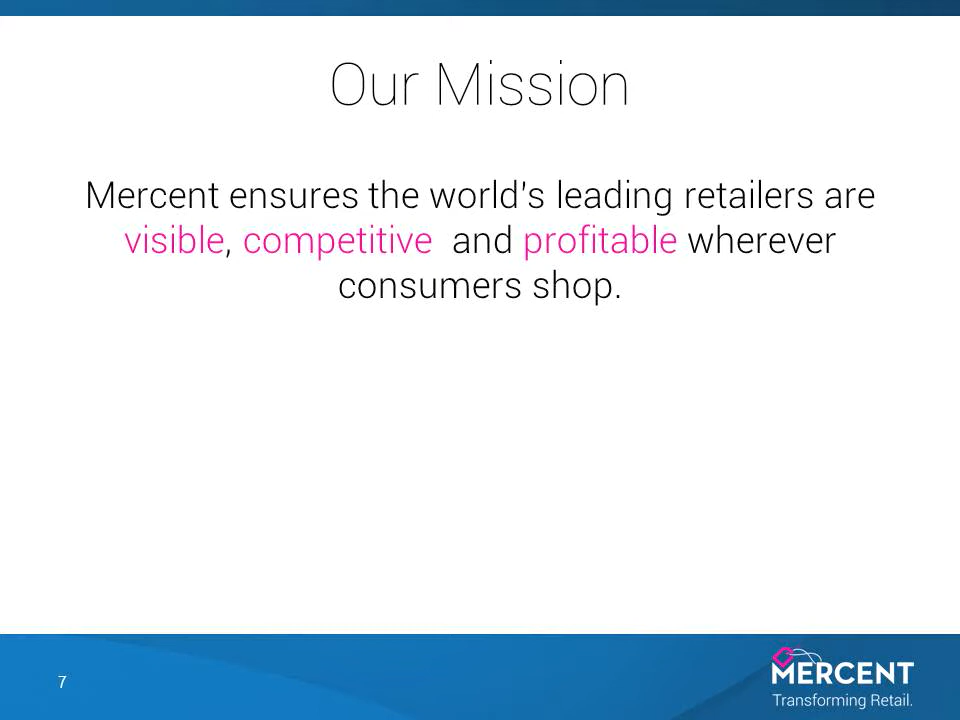 Our Mission
Mercent ensures the world's leading retailers are
visible, competitive  and profitable wherever
consumers shop.
7
MERCENT
Transforming Retail.